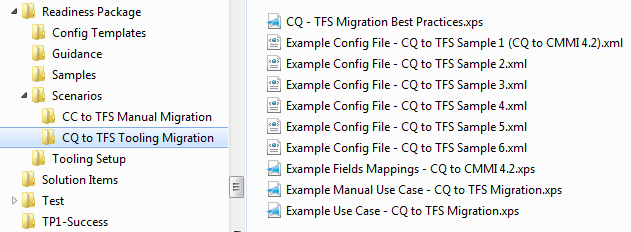 Readiness Package
Config Templates
Guidance
Samples
Scenarios
CC to TFS Manual Migration
CQ to TFS Tooling Migration
Tooling Setup
Solution Items
Test
TP1-Success
CQ - TFS Migration Best Practices.xps
Example Config File - CQ to TFS Sample 1 (CQ to CMMI 4.2).xml
Example Config File - CQ to TFS Sample 2.xml
Example Config File - CQ to TFS Sample 3.xml
Example Config File - CQ to TFS Sample 4.xml
Example Config File - CQ to TFS Sample 5.xml
Example Config File - CQ to TFS Sample 6.xml
Example Fields Mappings - CQ to CMMI 4.2.xps
Example Manual Use Case - CQ to TFS Migration.xps
Example Use Case - CQ to TFS Migration.xps